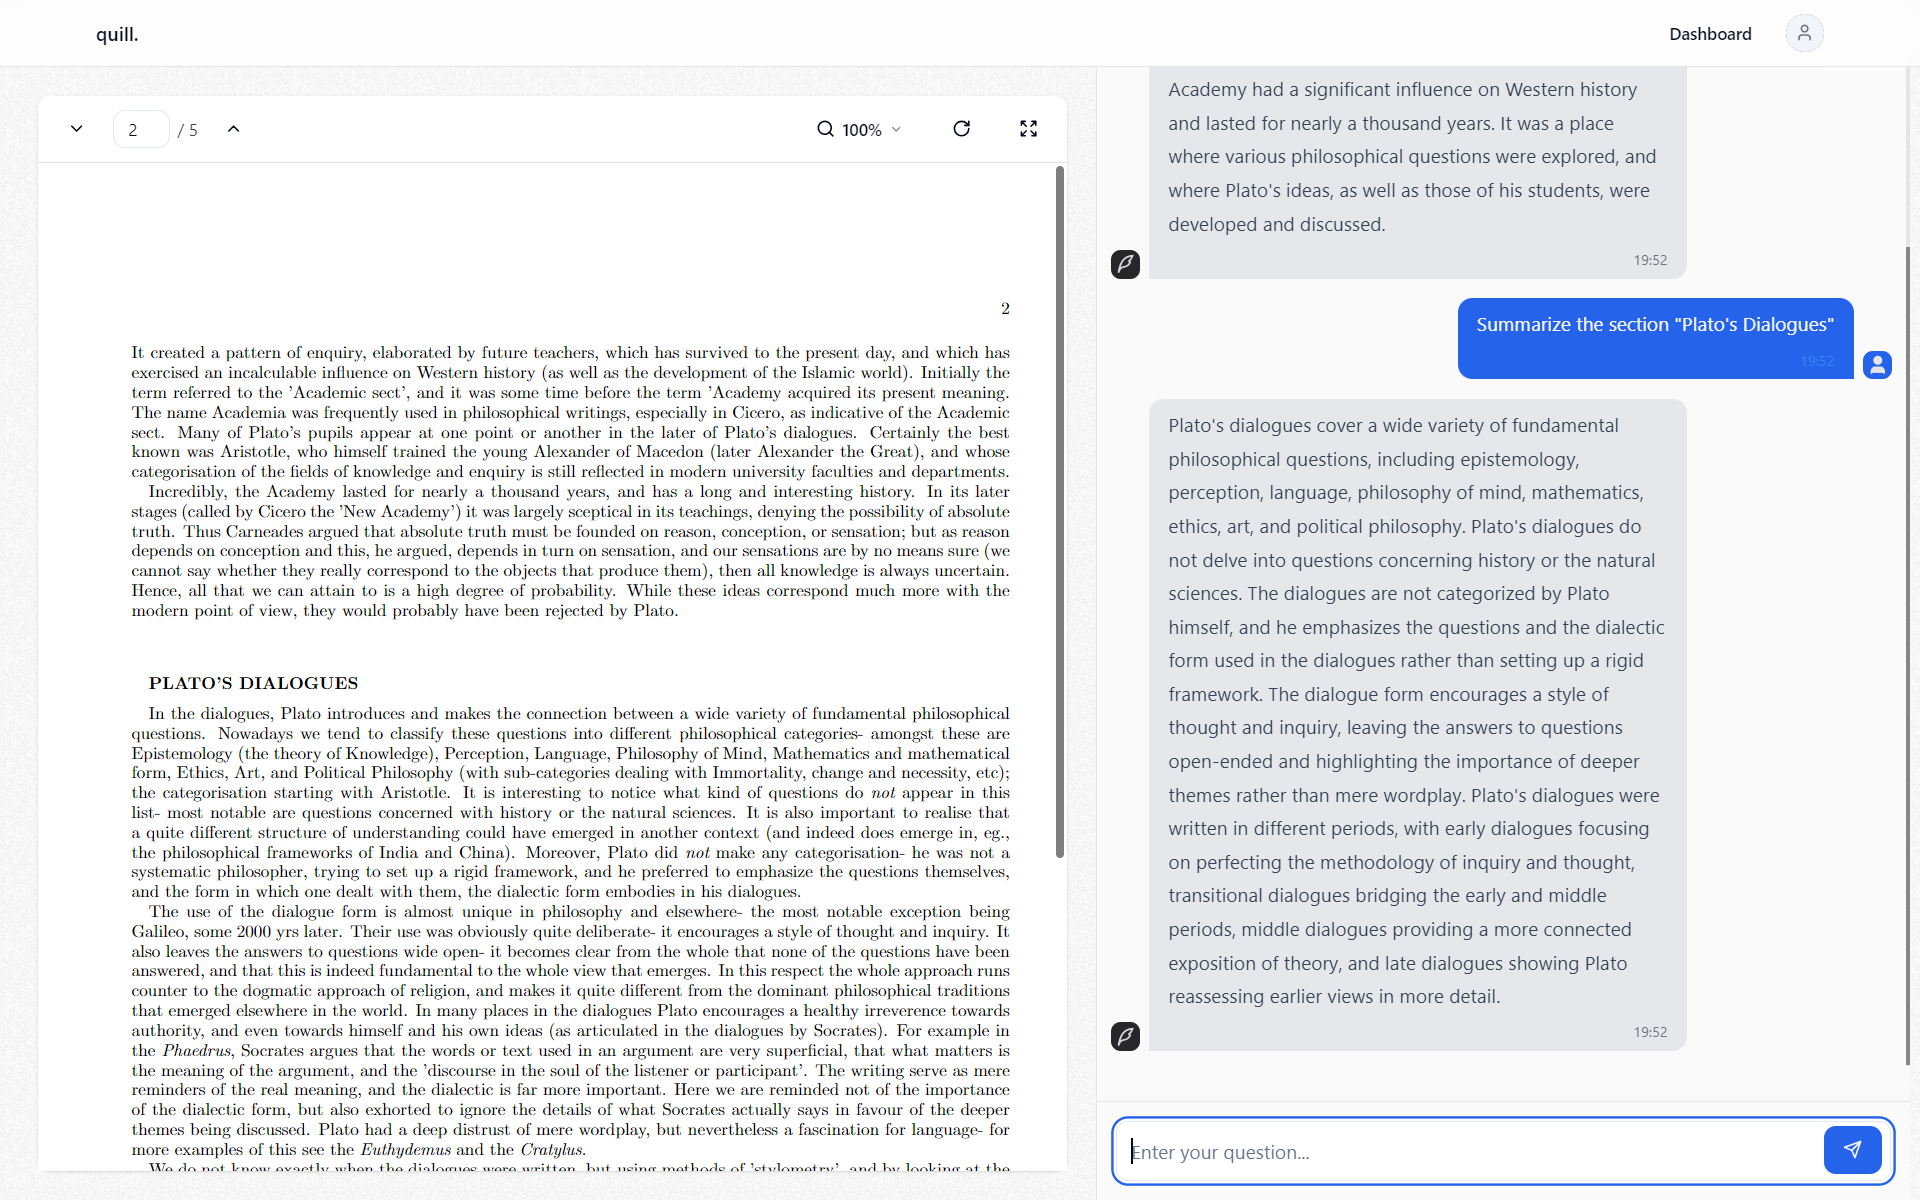 quill.
Dashboard
2
/ 5
100%
2
It created a pattern of enquiry, elaborated by future teachers, which has survived to the present day, and which has
exercised an incalculable influence on Western history (as well as the development of the Islamic world). Initially the
term referred to the 'Academic sect', and it was some time before the term 'Academy acquired its present meaning.
The name Academia was frequently used in philosophical writings, especially in Cicero, as indicative of the Academic
sect. Many of Plato's pupils appear at one point or another in the later of Plato's dialogues. Certainly the best
known was Aristotle, who himself trained the young Alexander of Macedon (later Alexander the Great), and whose
categorisation of the fields of knowledge and enquiry is still reflected in modern university faculties and departments.
Incredibly, the Academy lasted for nearly a thousand years, and has a long and interesting history. In its later
stages (called by Cicero the 'New Academy') it was largely sceptical in its teachings, denying the possibility of absolute
truth. Thus Carneades argued that absolute truth must be founded on reason, conception, or sensation; but as reason
depends on conception and this, he argued, depends in turn on sensation, and our sensations are by no means sure (we
cannot say whether they really correspond to the objects that produce them), then all knowledge is always uncertain.
Hence, all that we can attain to is a high degree of probability. While these ideas correspond much more with the
modern point of view, they would probably have been rejected by Plato.
PLATO'S DIALOGUES
In the dialogues, Plato introduces and makes the connection between a wide variety of fundamental philosophical
questions. Nowadays we tend to classify these questions into different philosophical categories- amongst these are
Epistemology (the theory of Knowledge), Perception, Language, Philosophy of Mind, Mathematics and mathematical
form, Ethics, Art, and Political Philosophy (with sub-categories dealing with Immortality, change and necessity, etc);
the categorisation starting with Aristotle. It is interesting to notice what kind of questions do not appear in this
list- most notable are questions concerned with history or the natural sciences. It is also important to realise that
a quite different structure of understanding could have emerged in another context (and indeed does emerge in, eg.,
the philosophical frameworks of India and China). Moreover, Plato did not make any categorisation- he was not a
systematic philosopher, trying to set up a rigid framework, and he preferred to emphasize the questions themselves,
and the form in which one dealt with them, the dialectic form embodies in his dialogues.
The use of the dialogue form is almost unique in philosophy and elsewhere- the most notable exception being
Galileo, some 2000 yrs later. Their use was obviously quite deliberate- it encourages a style of thought and inquiry. It
also leaves the answers to questions wide open- it becomes clear from the whole that none of the questions have been
answered, and that this is indeed fundamental to the whole view that emerges. In this respect the whole approach runs
counter to the dogmatic approach of religion, and makes it quite different from the dominant philosophical traditions
that emerged elsewhere in the world. In many places in the dialogues Plato encourages a healthy irreverence towards
authority, and even towards himself and his own ideas (as articulated in the dialogues by Socrates). For example in
the Phaedrus, Socrates argues that the words or text used in an argument are very superficial, that what matters is
the meaning of the argument, and the 'discourse in the soul of the listener or participant'. The writing serve as mere
reminders of the real meaning, and the dialectic is far more important. Here we are reminded not of the importance
of the dialectic form, but also exhorted to ignore the details of what Socrates actually says in favour of the deeper
themes being discussed. Plato had a deep distrust of mere wordplay, but nevertheless a fascination for language- for
more examples of this see the Euthydemus and the Cratylus.
We do not know exactly when the dialogues were written, but using methods of 'stylometry', and by looking at the
Academy had a significant influence on Western history
and lasted for nearly a thousand years. It was a place
where various philosophical questions were explored, and
where Plato's ideas, as well as those of his students, were
developed and discussed.
19:52
Summarize the section "Plato's Dialogues"
19:52
Plato's dialogues cover a wide variety of fundamental
philosophical questions, including epistemology,
perception, language, philosophy of mind, mathematics,
ethics, art, and political philosophy. Plato's dialogues do
not delve into questions concerning history or the natural
sciences. The dialogues are not categorized by Plato
himself, and he emphasizes the questions and the dialectic
form used in the dialogues rather than setting up a rigid
framework. The dialogue form encourages a style of
thought and inquiry, leaving the answers to questions
open-ended and highlighting the importance of deeper
themes rather than mere wordplay. Plato's dialogues were
written in different periods, with early dialogues focusing
on perfecting the methodology of inquiry and thought,
transitional dialogues bridging the early and middle
periods, middle dialogues providing a more connected
exposition of theory, and late dialogues showing Plato
reassessing earlier views in more detail.
19:52
Enter your question...